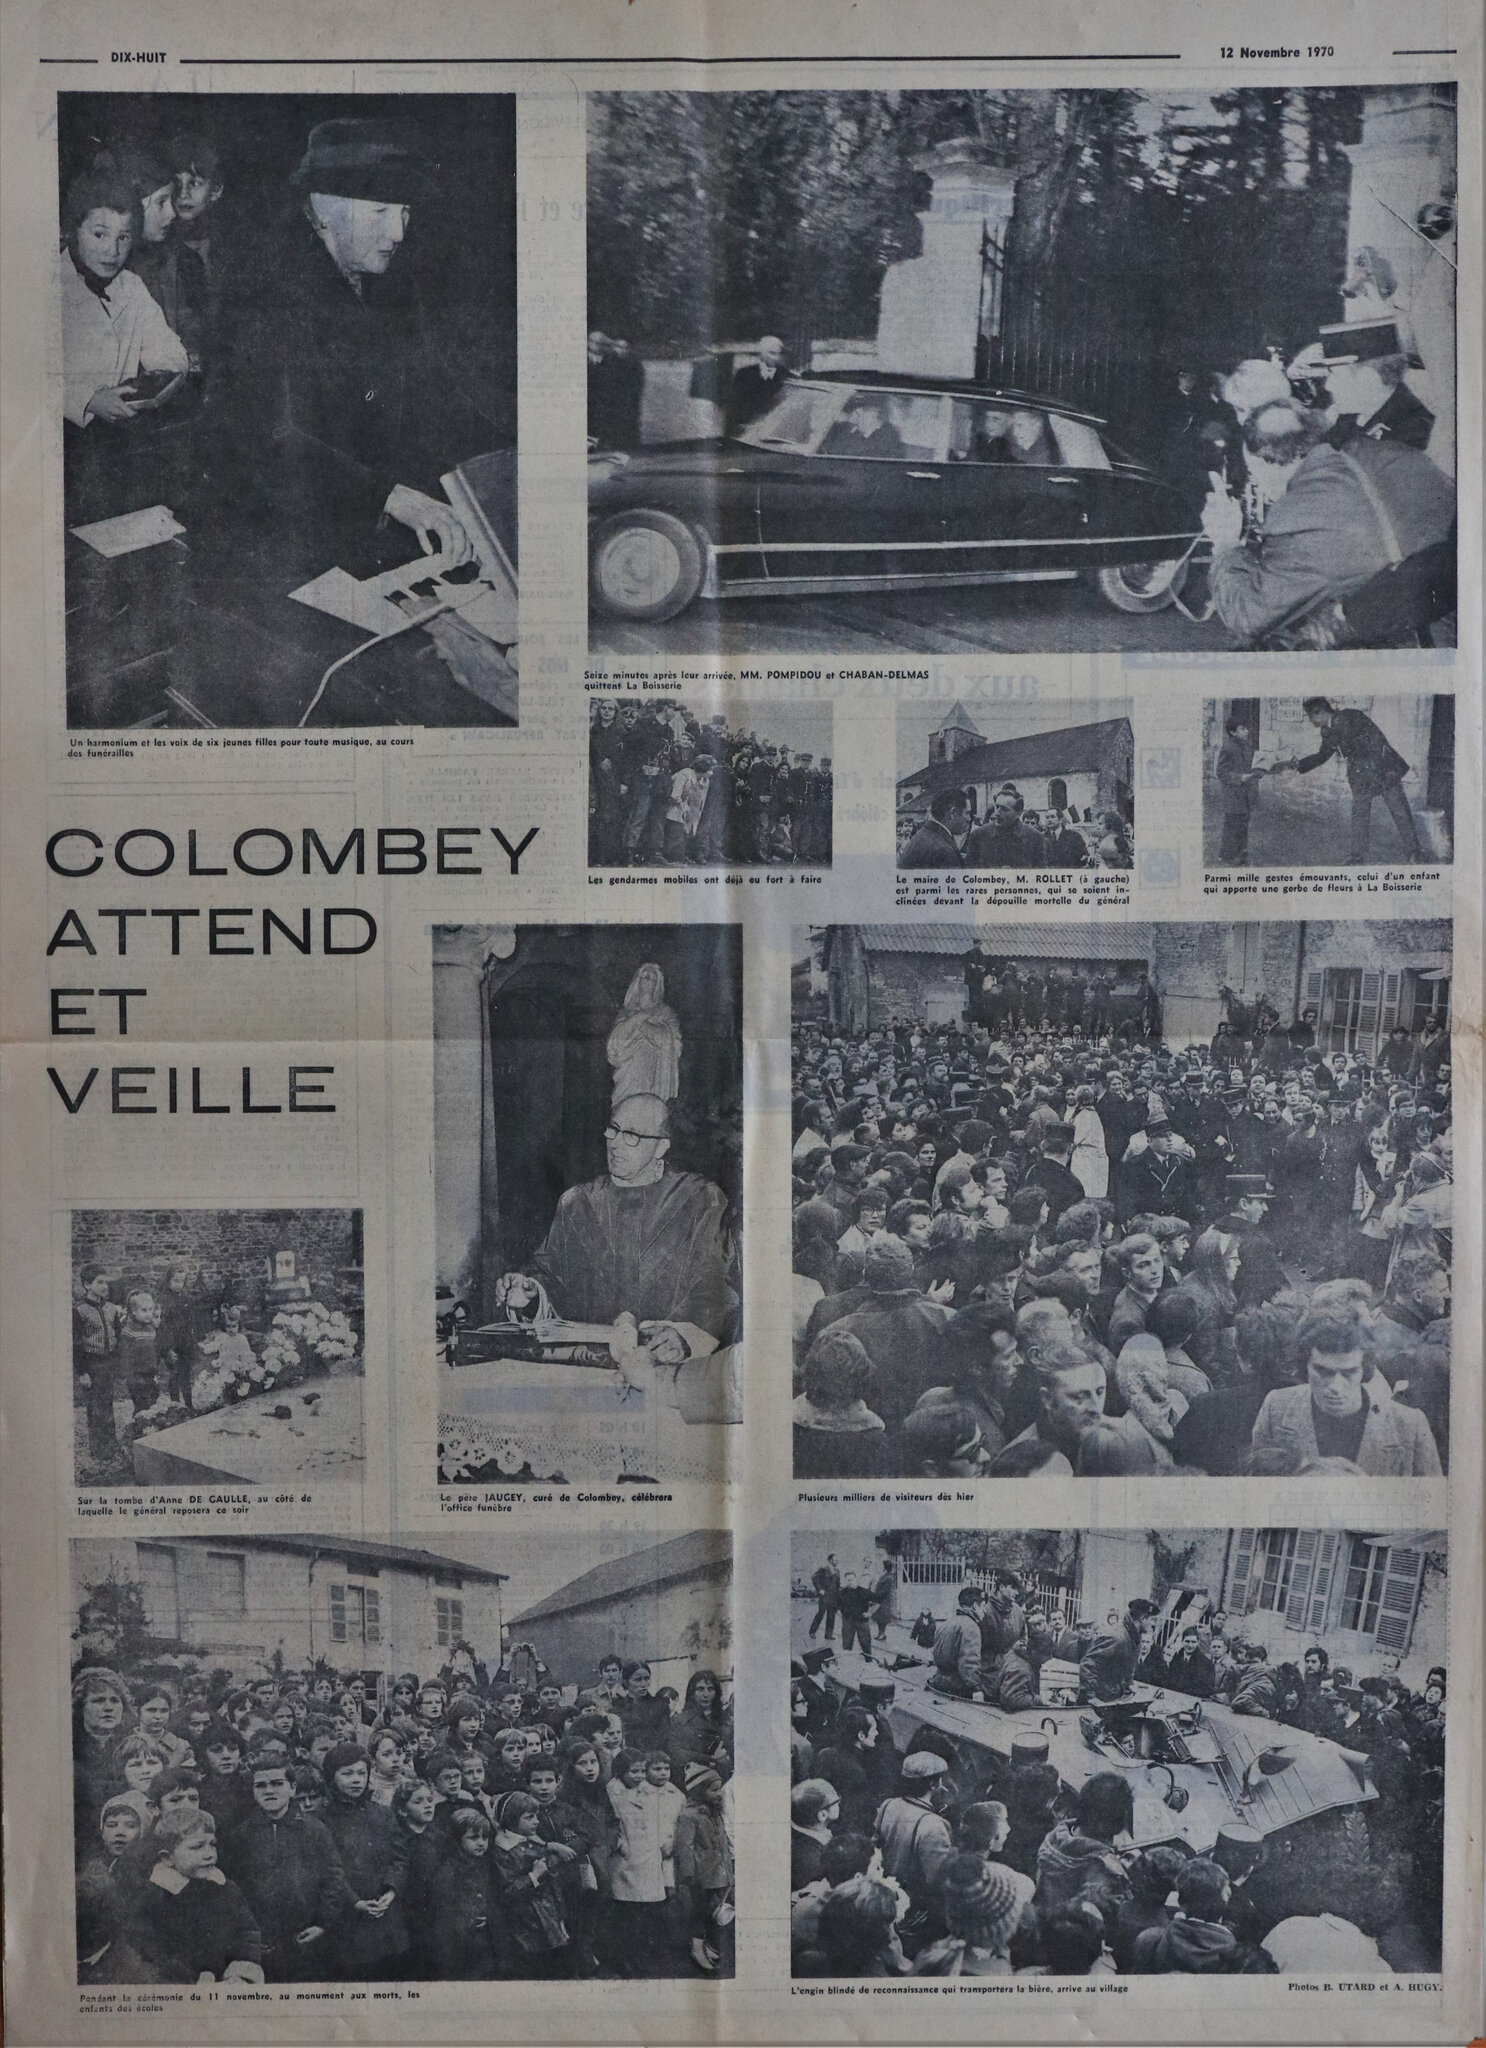 DIX-HUIT
12 Novembre 1970
Un harmonium et les voix de six jeunes filles pour toute musique, au cours
des funérailles
Seize minutes après leur arrivée, MM. POMPIDOU et CHABAN-DELMAS
quittent La Boisserie
Les gendarmes mobiles ont déjà eu fort à faire
Le maire de Colombey, M. ROLLET (à gauche)
est parmi les rares personnes, qui se soient in-
clinées devant la dépouille mortelle du général
Parmi mille gestes émouvants, celui d'un enfant
qui apporte une gerbe de fleurs à La Boisserie
COLOMBEY
ATTEND
ET
VEILLE
Sur la tombe d'Anne DE GAULLE, au côté de
laquelle le général reposera ce soir
Le père JAUGEY, curé de Colombey, célébrera
l'office funèbre
Plusieurs milliers de visiteurs dès hier
Pendant la cérémonie du 11 novembre, au monument aux morts, les
enfants des écoles
L'engin blindé de reconnaissance qui transportera la bière, arrive au village
Photos B. UTARD et A. HUGY.